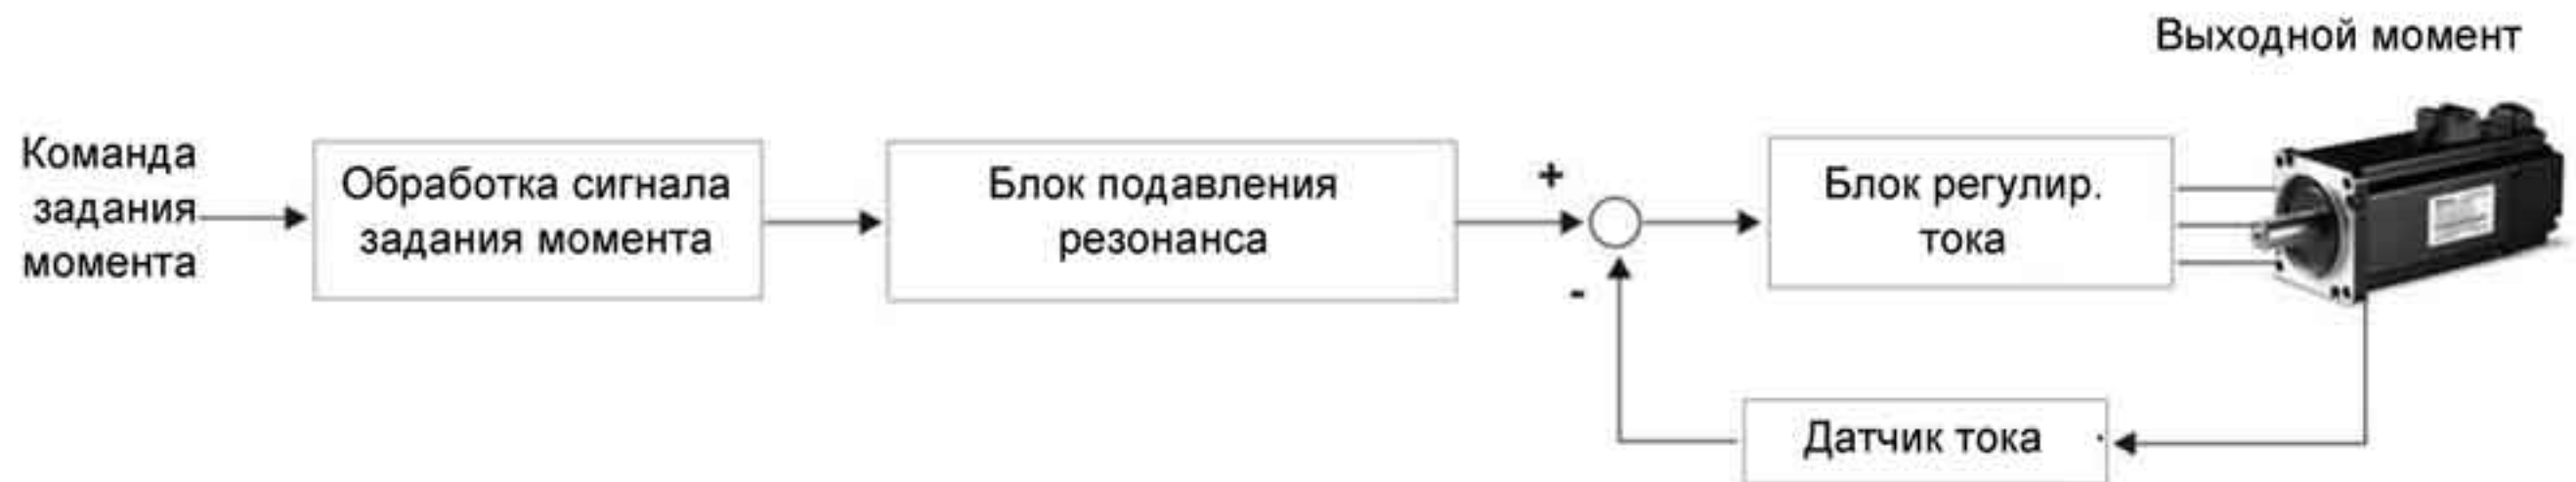 Выходной момент
Команда
задания
момента
Обработка сигнала
задания момента
Блок подавления
резонанса
+
-
Блок регулир.
тока
Датчик тока